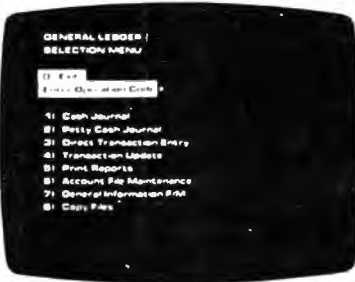 GENERAL LEDGER
SELECTION MENU
0) Exit
Enter Operation Code
1) Cash Journal
2) Petty Cash Journal
3) Direct Transaction Entry
4) Transaction Update
5) Print Reports
6) Account File Maintenance
7) General Information F/M
8) Copy Files